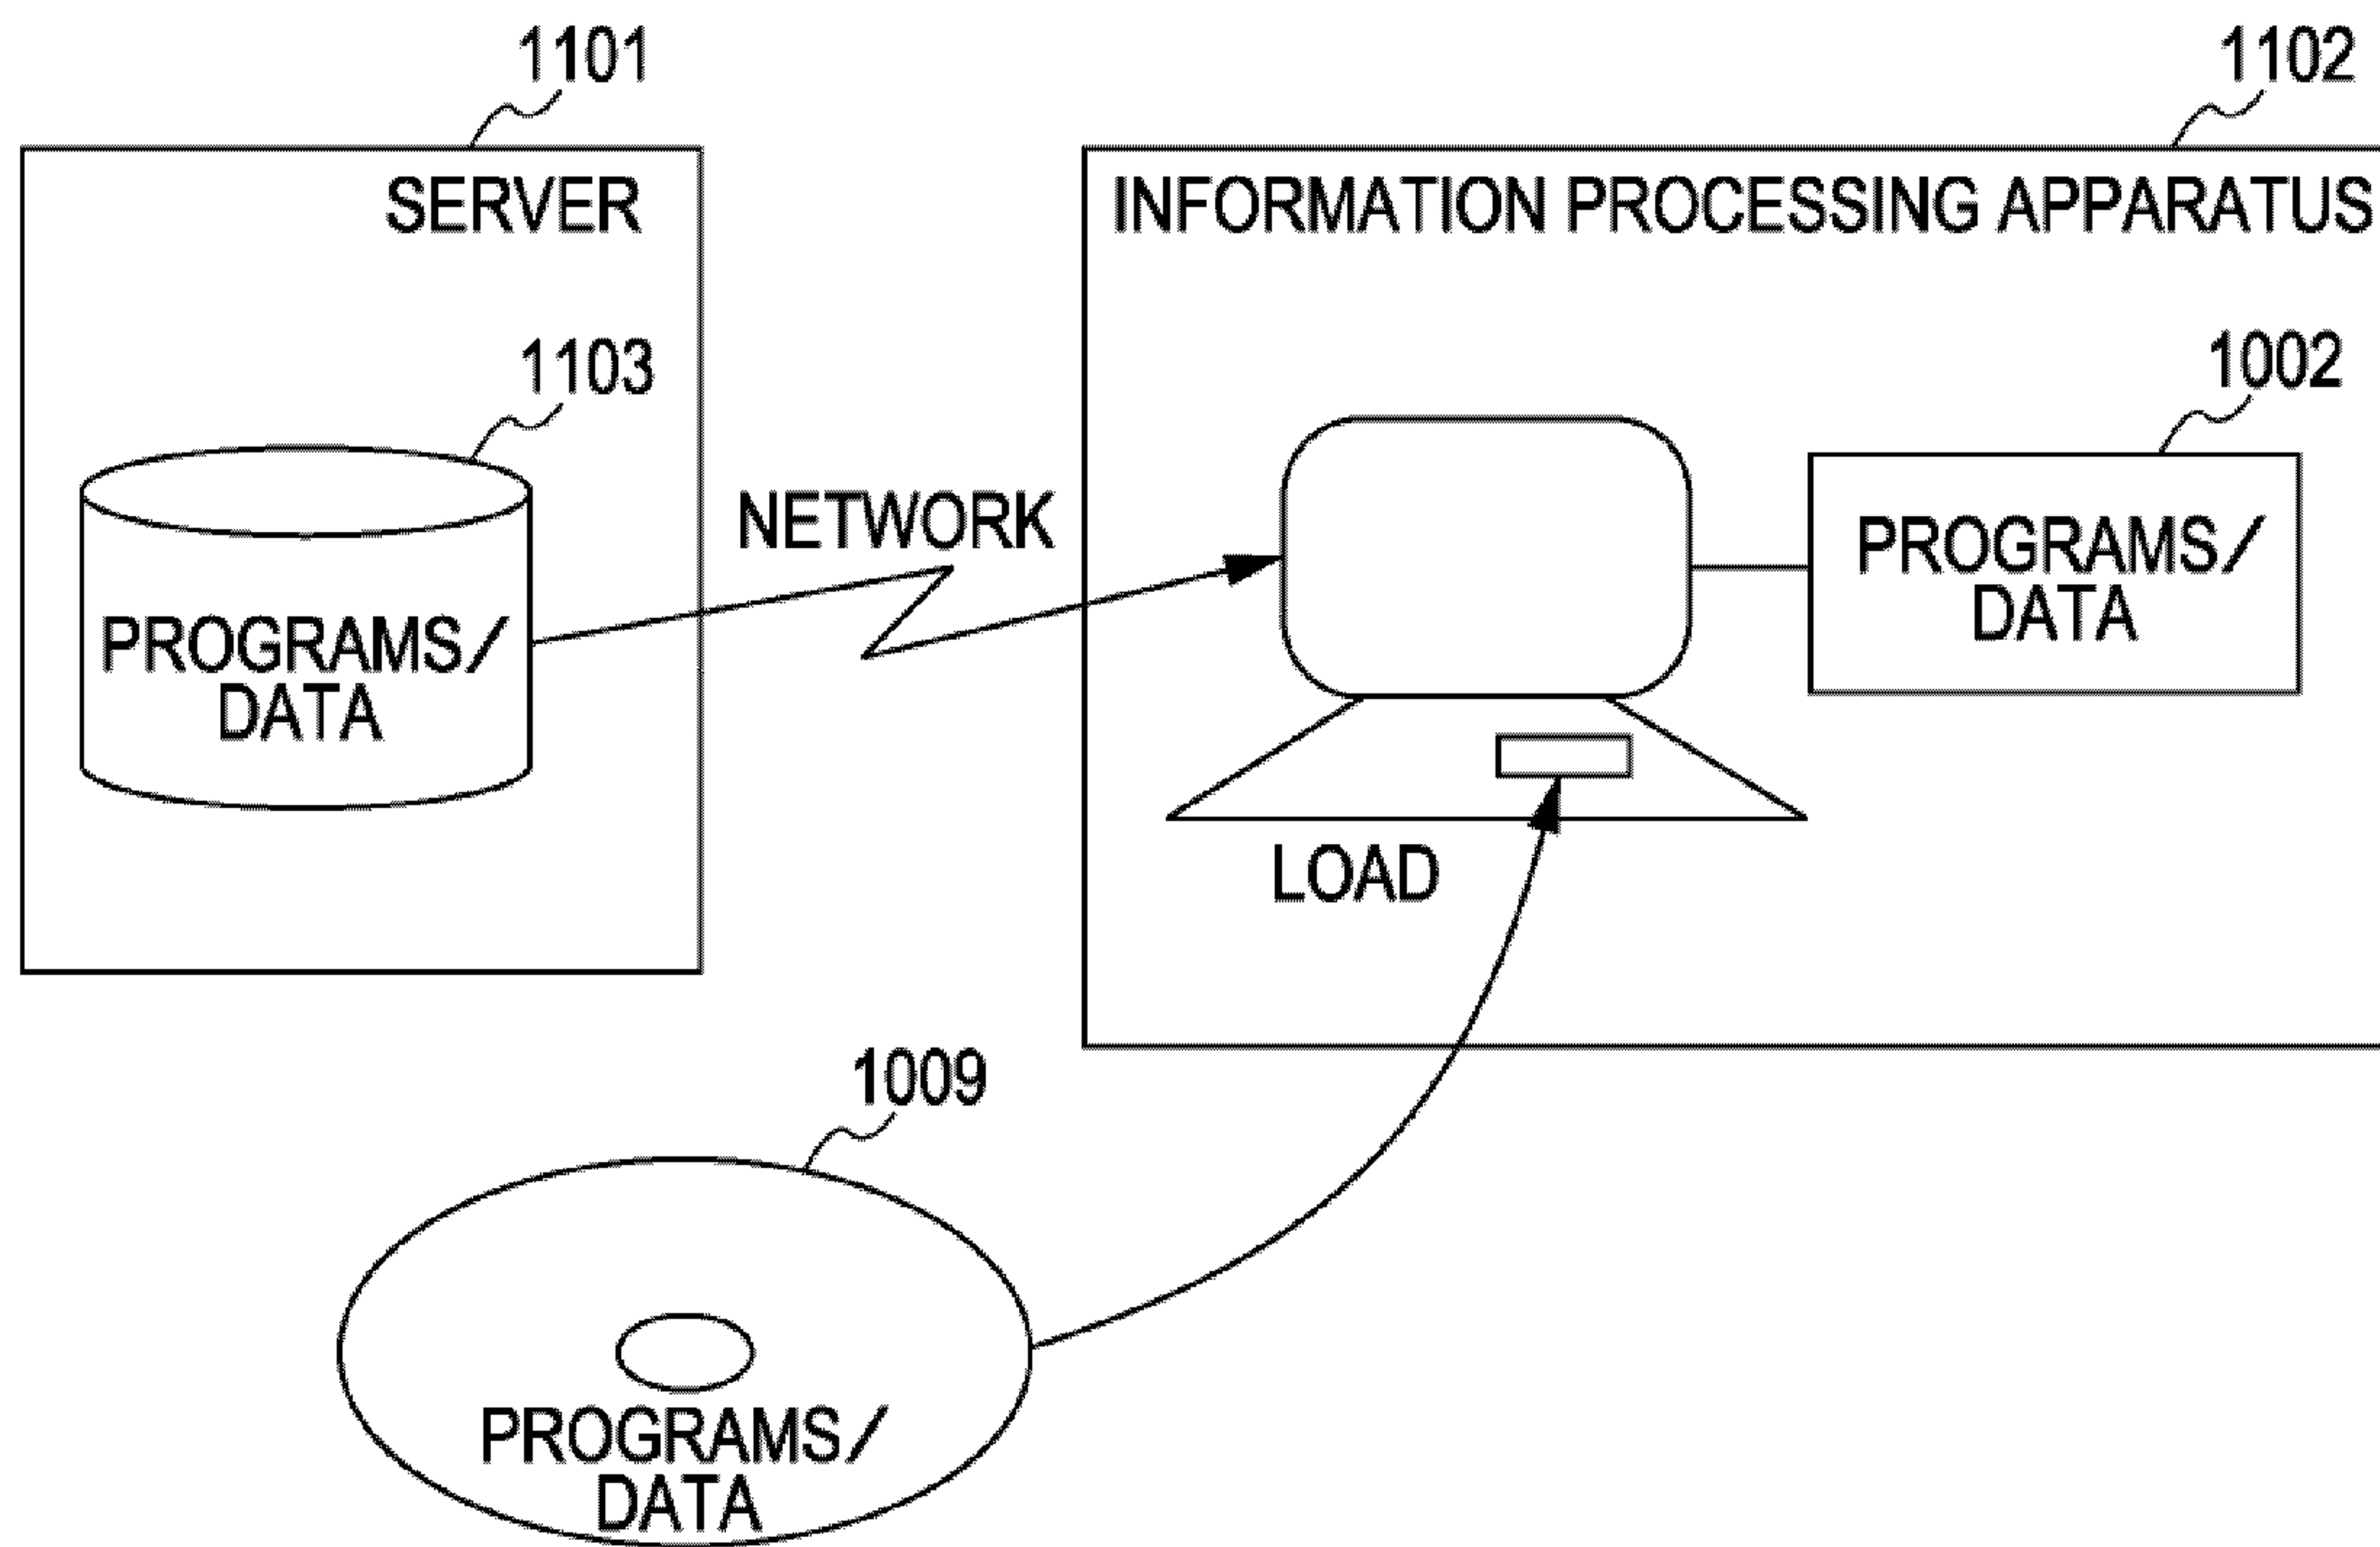 1101
1102
SERVER
INFORMATION PROCESSING APPARATUS
1103
1002
NETWORK
PROGRAMS/
DATA
PROGRAMS/
DATA
LOAD
1009
PROGRAMS/
DATA